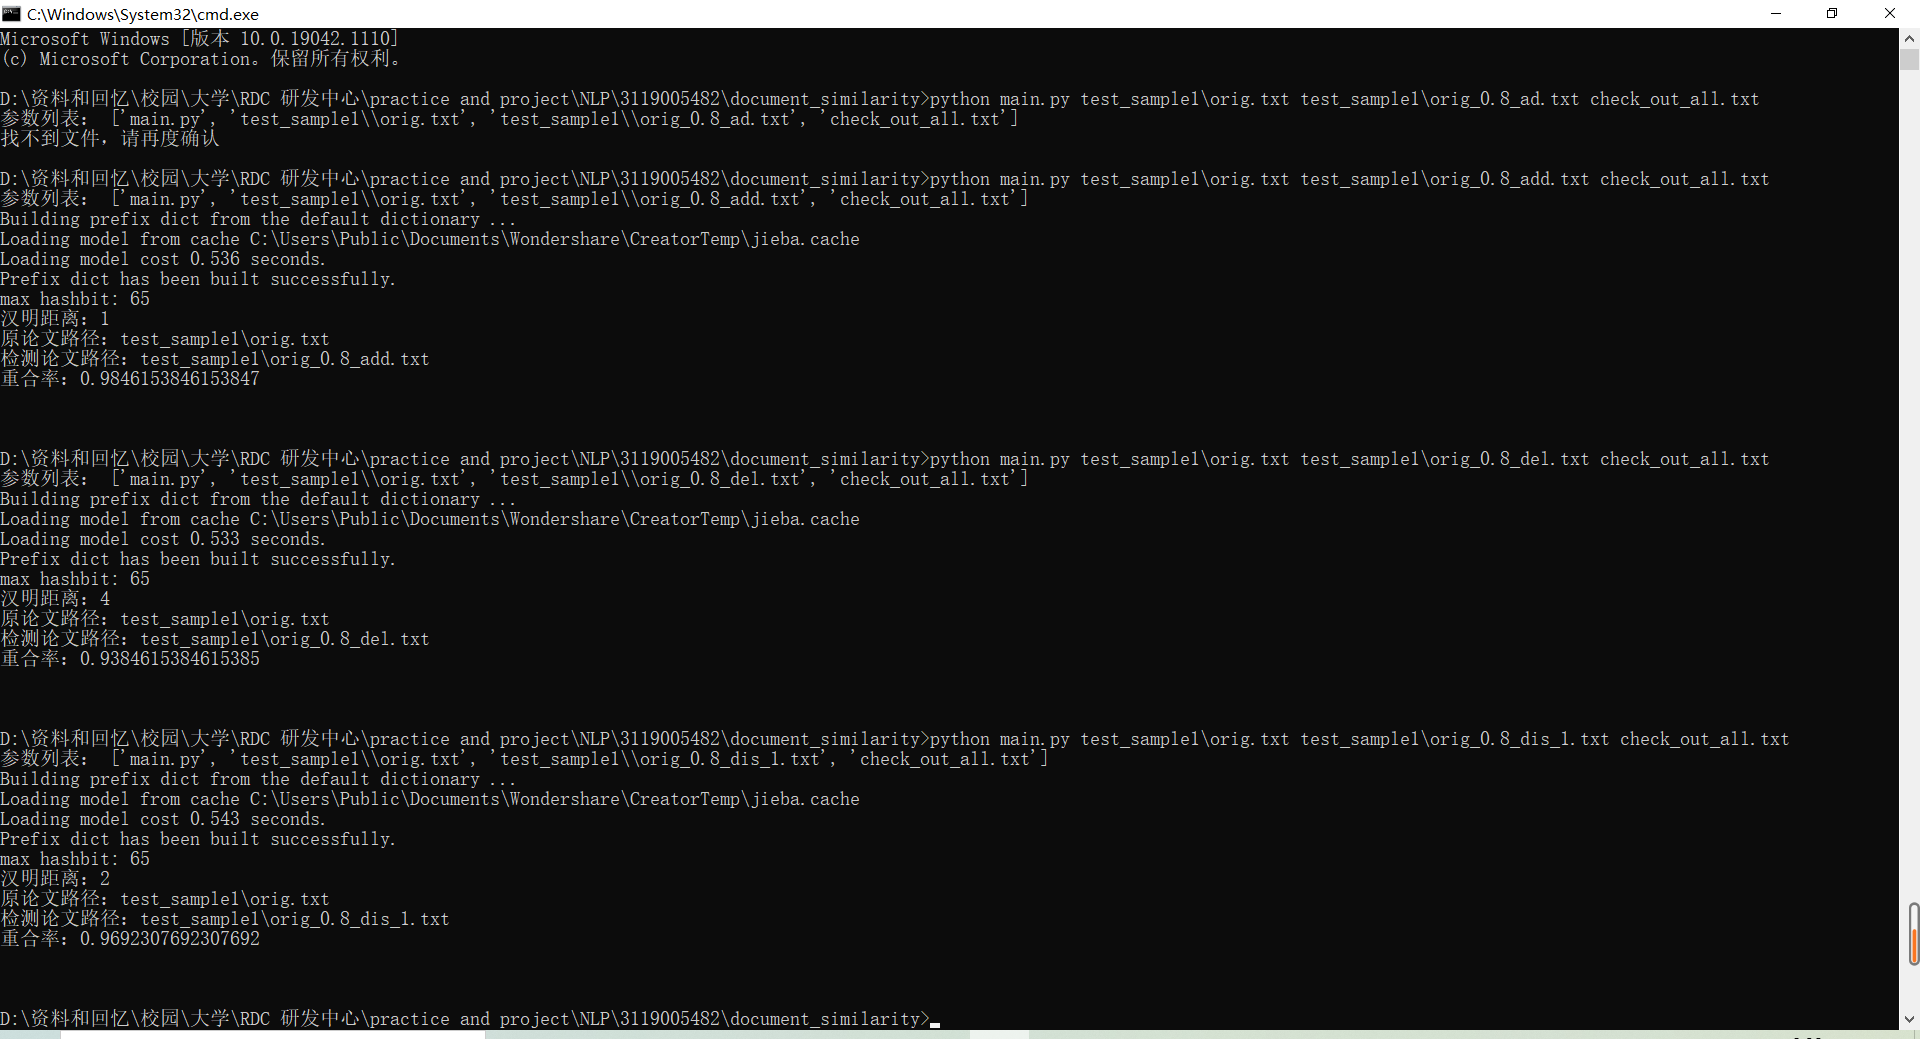 C:\Windows\System32\cmd.exe
Microsoft Windows [版本 10.0.19042.1110]
(c) Microsoft Corporation。保留所有权利。
D:\资料和回忆\校园\大学\RDC 研发中心\practice and project\NLP\3119005482\document_similarity>python main.py test_sample1\orig.txt test_sample1\orig_0.8_ad.txt check_out_all.txt
参数列表: ['main.py', 'test_sample1\\orig.txt', 'test_sample1\\orig_0.8_ad.txt', 'check_out_all.txt']
找不到文件，请再度确认
D:\资料和回忆\校园\大学\RDC 研发中心\practice and project\NLP\3119005482\document_similarity>python main.py test_sample1\orig.txt test_sample1\orig_0.8_add.txt check_out_all.txt
参数列表: ['main.py', 'test_sample1\\orig.txt', 'test_sample1\\orig_0.8_add.txt', 'check_out_all.txt']
Building prefix dict from the default dictionary ...
Loading model from cache C:\Users\Public\Documents\Wondershare\CreatorTemp\jieba.cache
Loading model cost 0.536 seconds.
Prefix dict has been built successfully.
max hashbit: 65
汉明距离：1
原论文路径：test_sample1\orig.txt
检测论文路径：test_sample1\orig_0.8_add.txt
重合率：0.9846153846153847
D:\资料和回忆\校园\大学\RDC 研发中心\practice and project\NLP\3119005482\document_similarity>python main.py test_sample1\orig.txt test_sample1\orig_0.8_del.txt check_out_all.txt
参数列表: ['main.py', 'test_sample1\\orig.txt', 'test_sample1\\orig_0.8_del.txt', 'check_out_all.txt']
Building prefix dict from the default dictionary ...
Loading model from cache C:\Users\Public\Documents\Wondershare\CreatorTemp\jieba.cache
Loading model cost 0.533 seconds.
Prefix dict has been built successfully.
max hashbit: 65
汉明距离：4
原论文路径：test_sample1\orig.txt
检测论文路径：test_sample1\orig_0.8_del.txt
重合率：0.9384615384615385
D:\资料和回忆\校园\大学\RDC 研发中心\practice and project\NLP\3119005482\document_similarity>python main.py test_sample1\orig.txt test_sample1\orig_0.8_dis_1.txt check_out_all.txt
参数列表: ['main.py', 'test_sample1\\orig.txt', 'test_sample1\\orig_0.8_dis_1.txt', 'check_out_all.txt']
Building prefix dict from the default dictionary ...
Loading model from cache C:\Users\Public\Documents\Wondershare\CreatorTemp\jieba.cache
Loading model cost 0.543 seconds.
Prefix dict has been built successfully.
max hashbit: 65
汉明距离：2
原论文路径：test_sample1\orig.txt
检测论文路径：test_sample1\orig_0.8_dis_1.txt
重合率：0.9692307692307692
D:\资料和回忆\校园\大学\RDC 研发中心\practice and project\NLP\3119005482\document_similarity>